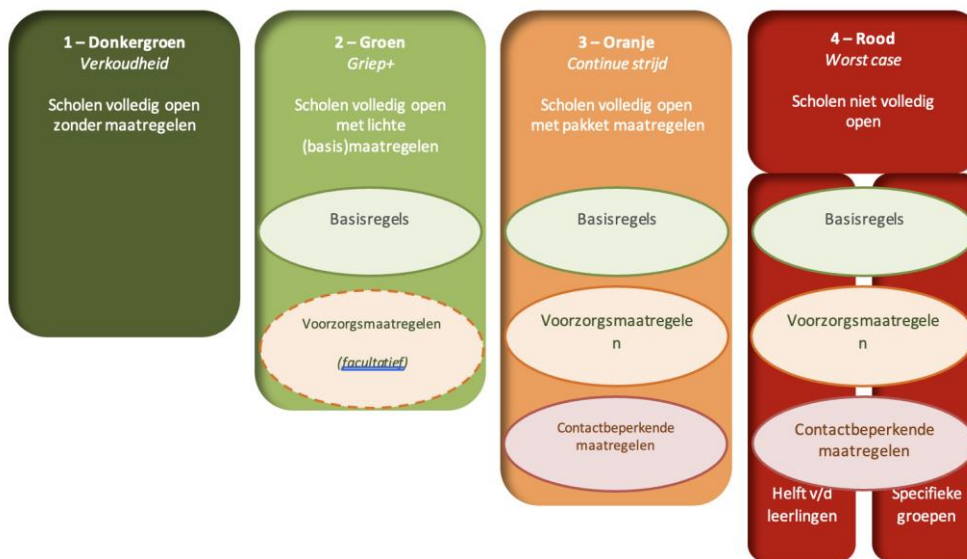 1 – Donkergroen
Verkoudheid
Scholen volledig open
zonder maatregelen
2 – Groen
Griep+
Scholen volledig open
met lichte
(basis)maatregelen
Basisregels
Voorzorgsmaatregelen
(facultatief)
3 – Oranje
Continue strijd
Scholen volledig open
met pakket maatregelen
Basisregels
Voorzorgsmaatregele
n
Contactbeperkende
maatregelen
4 – Rood
Worst case
Scholen niet volledig
open
Basisregels
Voorzorgsmaatregele
n
Contactbeperkende
maatregelen
Helft v/d
leerlingen
Specifieke
groepen